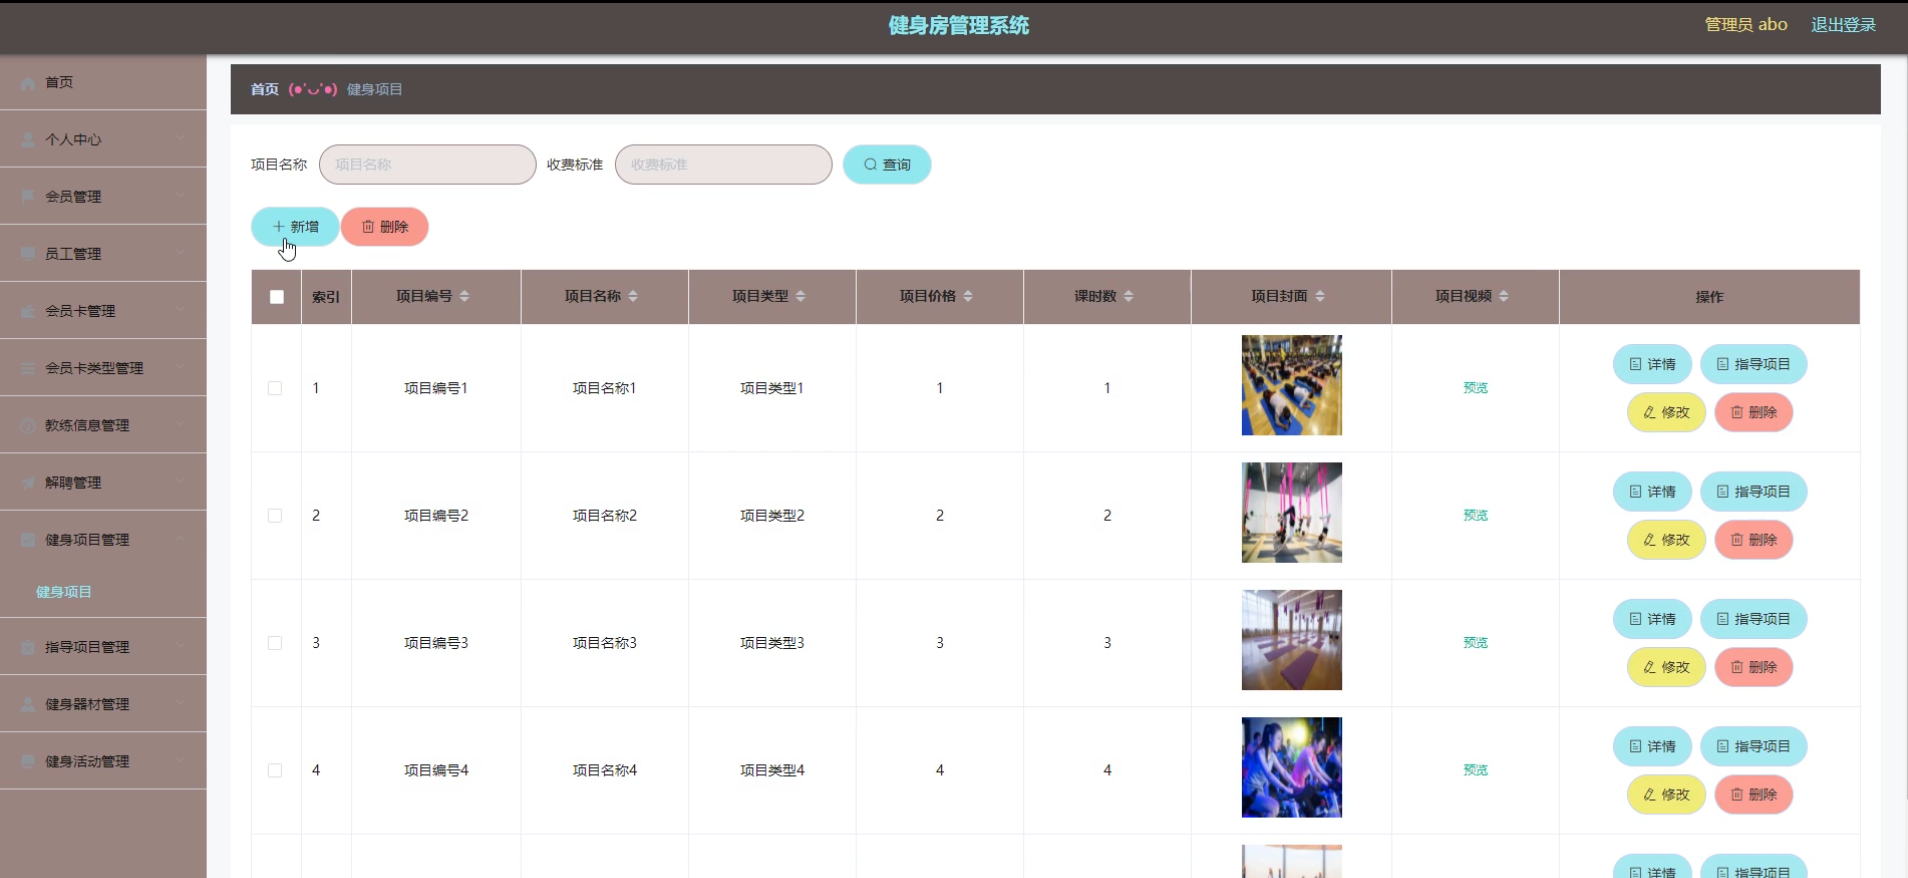 健身房管理系统
管理员 abo 退出登录
首页
个人中心
会员管理
员工管理
会员卡管理
会员卡类型管理
教练信息管理
解聘管理
健身项目管理
健身项目
指导项目管理
健身器材管理
健身活动管理
首页 (●'◡'●) 健身项目
项目名称 项目名称 收费标准 收费标准 查询
新增 删除
索引 项目编号 项目名称 项目类型 项目价格 课时数 项目封面 项目视频 操作
1 项目编号1 项目名称1 项目类型1 1 1 预览 详情 指导项目
修改 删除
2 项目编号2 项目名称2 项目类型2 2 2 预览 详情 指导项目
修改 删除
3 项目编号3 项目名称3 项目类型3 3 3 预览 详情 指导项目
修改 删除
4 项目编号4 项目名称4 项目类型4 4 4 预览 详情 指导项目
修改 删除
详情 指导项目